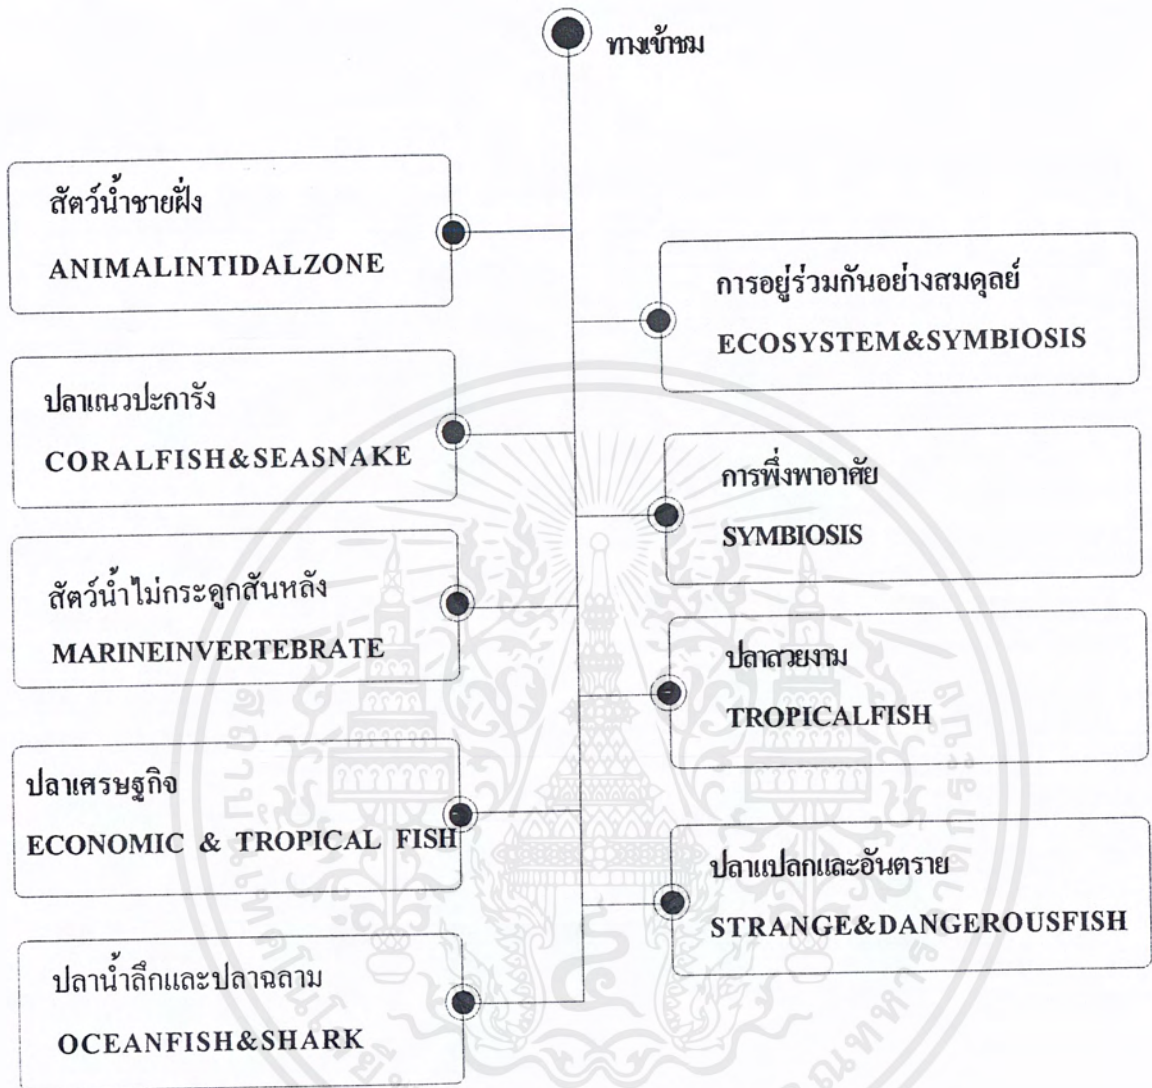 ทางเข้าชม
สัตว์น้ำชายฝั่ง
ANIMALINTIDALZONE
การอยู่ร่วมกันอย่างสมดุลย์
ECOSYSTEM&SYMBIOSIS
ปลาแนวปะการัง
CORALFISH&SEASNAKE
การพึ่งพาอาศัย
SYMBIOSIS
สัตว์น้ำไม่กระดูกสันหลัง
MARINEINVERTEBRATE
ปลาสวยงาม
TROPICALFISH
ปลาเศรษฐกิจ
ECONOMIC & TROPICAL FISH
ปลาแปลกและอันตราย
STRANGE&DANGEROUSFISH
ปลาน้ำลึกและปลาฉลาม
OCEANFISH&SHARK